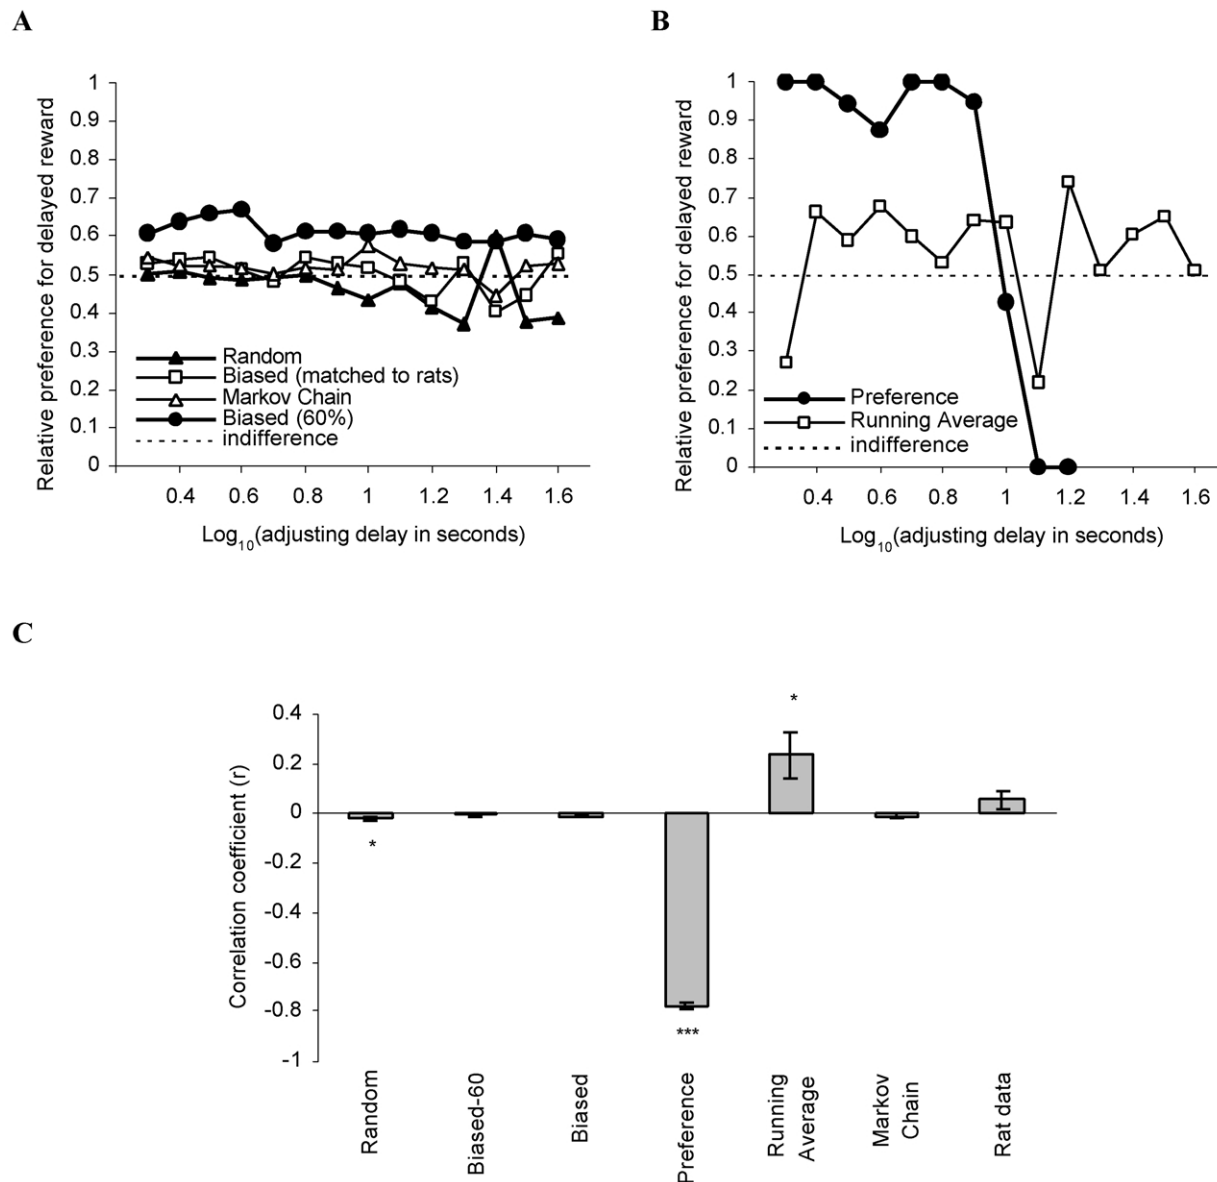 A
Relative preference for delayed reward
1
0.9
0.8
0.7
0.6
0.5
0.4
0.3
0.2
0.1
0
Random
Biased (matched to rats)
Markov Chain
Biased (60%)
indifference
0.4 0.6 0.8 1 1.2 1.4 1.6
Log10(adjusting delay in seconds)
B
Relative preference for delayed reward
1
0.9
0.8
0.7
0.6
0.5
0.4
0.3
0.2
0.1
0
Preference
Running Average
indifference
0.4 0.6 0.8 1 1.2 1.4 1.6
Log10(adjusting delay in seconds)
C
Correlation coefficient (r)
0.4
0.2
0
-0.2
-0.4
-0.6
-0.8
-1
*
***
*
Random
Biased-60
Biased
Preference
Running
Average
Markov
Chain
Rat data